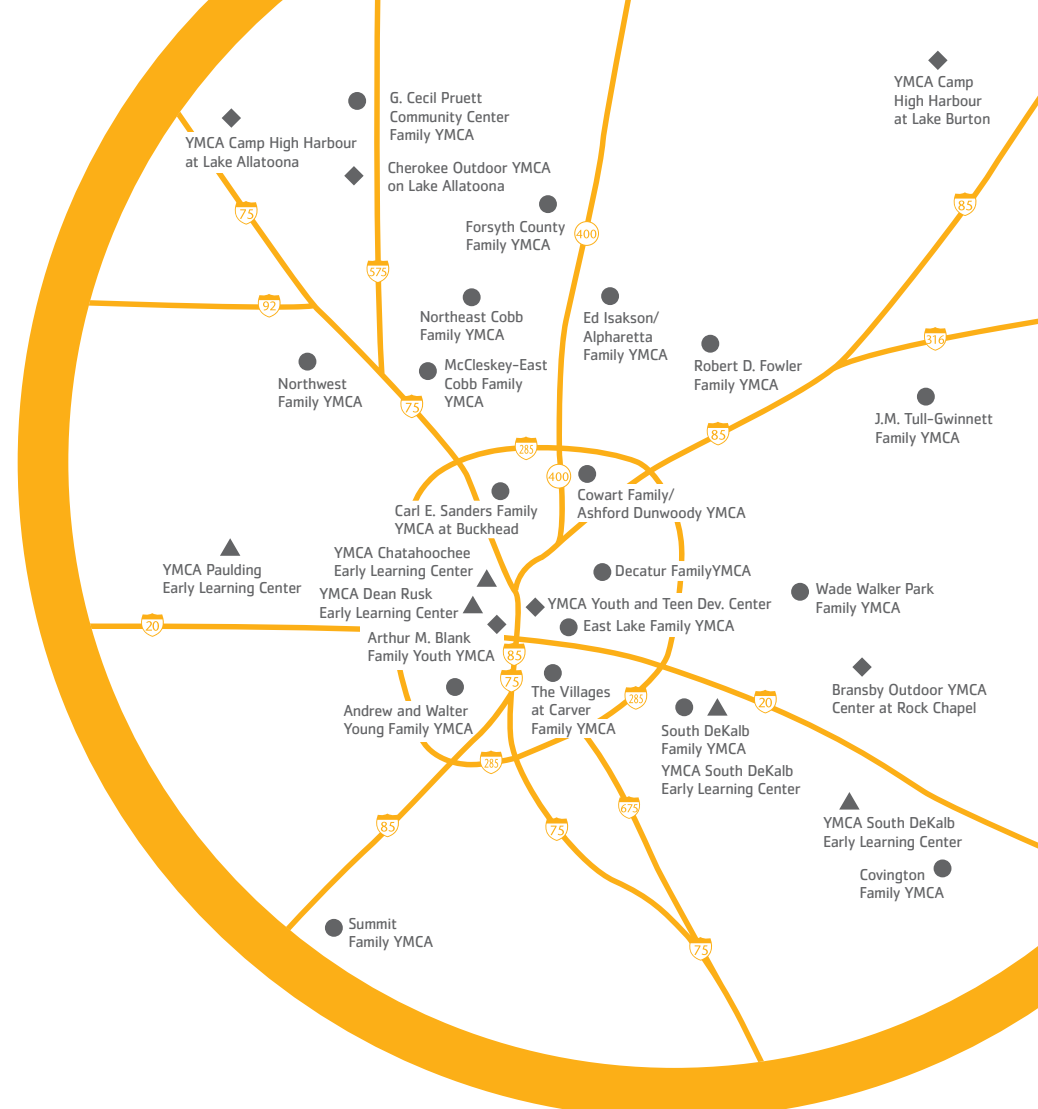 YMCA Camp
High Harbour
at Lake Burton
G. Cecil Pruett
Community Center
Family YMCA
YMCA Camp High Harbour
at Lake Allatoona
Cherokee Outdoor YMCA
on Lake Allatoona
75
85
Forsyth County
Family YMCA
400
575
92
Northeast Cobb
Family YMCA
Ed Isakson/
Alpharetta
Family YMCA
316
Robert D. Fowler
Family YMCA
McCleskey-East
Cobb Family
YMCA
Northwest
Family YMCA
75
J.M. Tull-Gwinnett
Family YMCA
85
285
400
Cowart Family/
Ashford Dunwoody YMCA
Carl E. Sanders Family
YMCA at Buckhead
YMCA Chatahoochee
Early Learning Center
YMCA Paulding
Early Learning Center
Decatur FamilyYMCA
Wade Walker Park
Family YMCA
YMCA Dean Rusk
Early Learning Center
YMCA Youth and Teen Dev. Center
20
East Lake Family YMCA
Arthur M. Blank
Family Youth YMCA
85
75
The Villages
at Carver
Family YMCA
285
20
Bransby Outdoor YMCA
Center at Rock Chapel
Andrew and Walter
Young Family YMCA
South DeKalb
Family YMCA
YMCA South DeKalb
Early Learning Center
285
675
85
75
YMCA South DeKalb
Early Learning Center
Covington
Family YMCA
Summit
Family YMCA
75